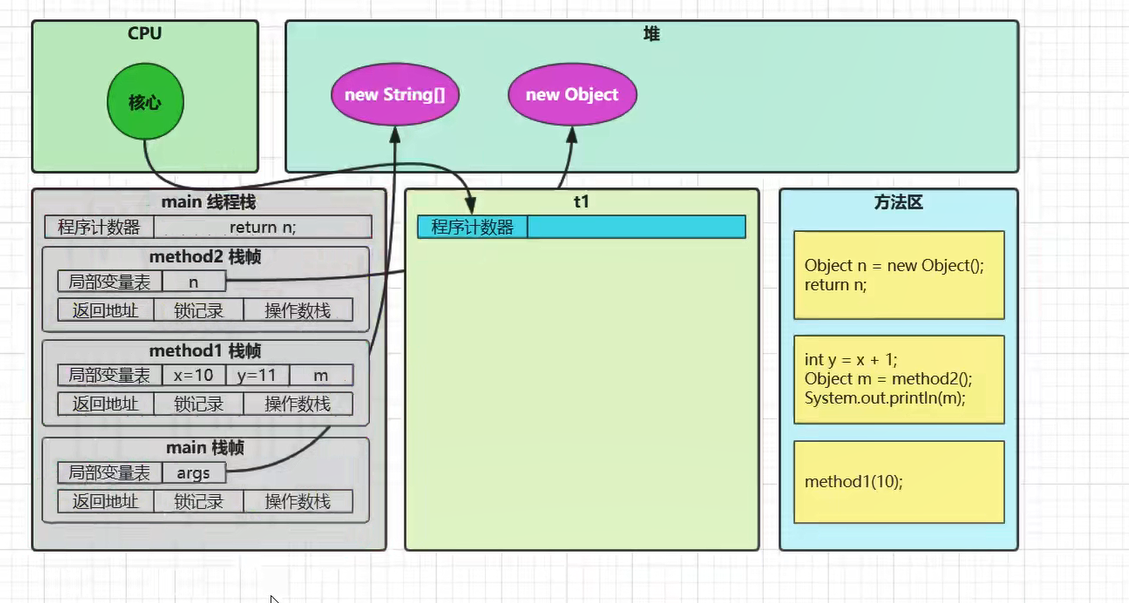 CPU
核心
堆
new String[]
new Object
main 线程栈
程序计数器 return n;
method2 栈帧
局部变量表 n
返回地址 锁记录 操作数栈
method1 栈帧
局部变量表 x=10 y=11 m
返回地址 锁记录 操作数栈
main 栈帧
局部变量表 args
返回地址 锁记录 操作数栈
t1
程序计数器
方法区
Object n = new Object();
return n;
int y = x + 1;
Object m = method2();
System.out.println(m);
method1(10);